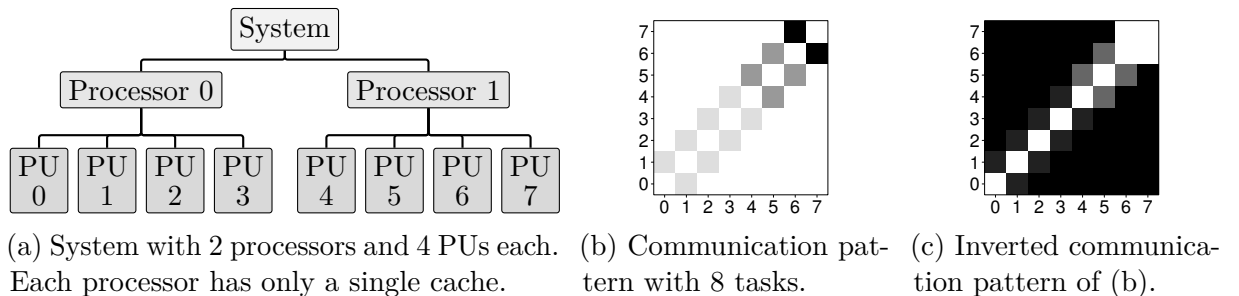 System
Processor 0
Processor 1
PU
0
PU
1
PU
2
PU
3
PU
4
PU
5
PU
6
PU
7
(a) System with 2 processors and 4 PUs each.
Each processor has only a single cache.
7
6
5
4
3
2
1
0
0 1 2 3 4 5 6 7
(b) Communication pat-
tern with 8 tasks.
7
6
5
4
3
2
1
0
0 1 2 3 4 5 6 7
(c) Inverted communica-
tion pattern of (b).